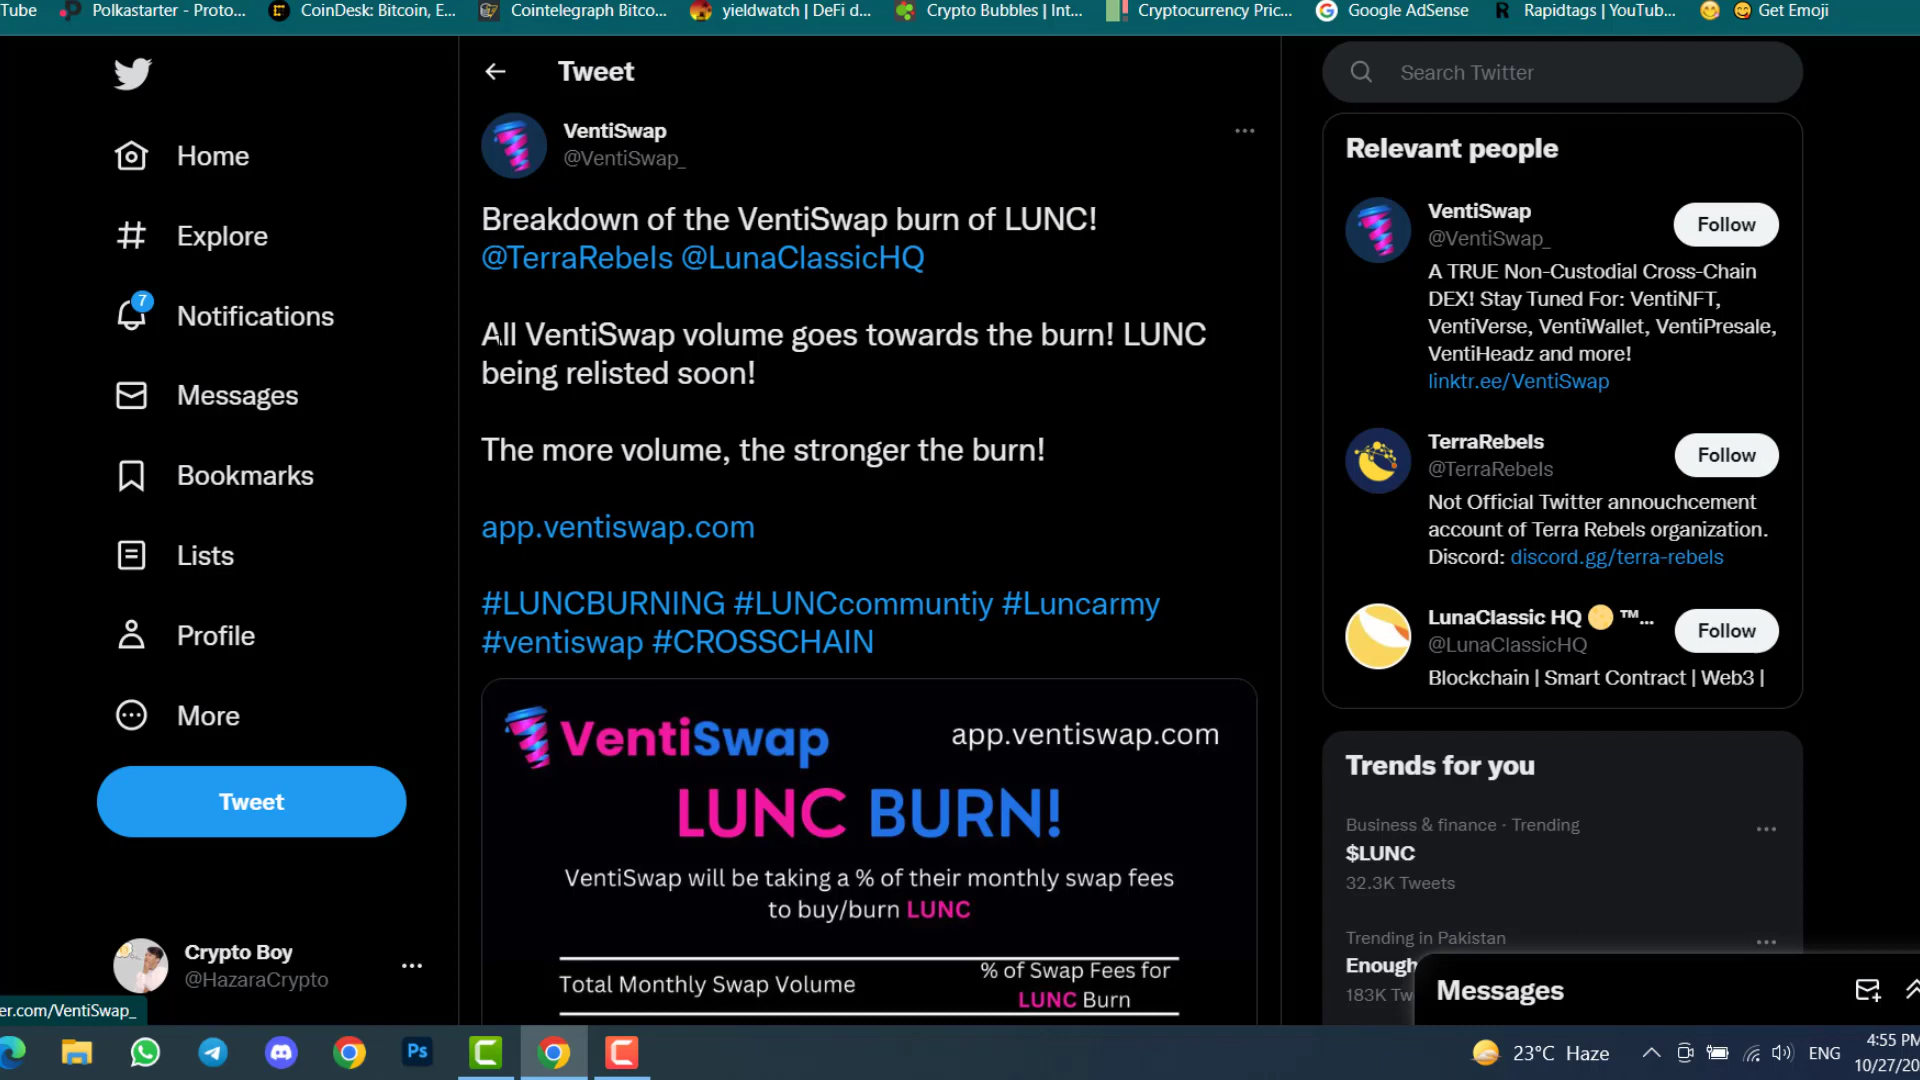 Tube
Polkastarter - Proto...
CoinDesk: Bitcoin, E...
Cointelegraph Bitco...
yieldwatch | DeFi d...
Crypto Bubbles | Int...
Cryptocurrency Pric...
Google AdSense
Rapidtags | YouTub...
Get Emoji
Home
Explore
7
Notifications
Messages
Bookmarks
Lists
Profile
More
Tweet
Crypto Boy
@HazaraCrypto
er.com/VentiSwap_
Tweet
VentiSwap
@VentiSwap_
Breakdown of the VentiSwap burn of LUNC!
@TerraRebels @LunaClassicHQ
All VentiSwap volume goes towards the burn! LUNC
being relisted soon!
The more volume, the stronger the burn!
app.ventiswap.com
#LUNCBURNING #LUNCcommuntiy #Luncarmy
#ventiswap #CROSSCHAIN
VentiSwap
app.ventiswap.com
LUNC BURN!
VentiSwap will be taking a % of their monthly swap fees
to buy/burn LUNC
Total Monthly Swap Volume
% of Swap Fees for
LUNC Burn
Search Twitter
Relevant people
VentiSwap
@VentiSwap_
Follow
A TRUE Non-Custodial Cross-Chain
DEX! Stay Tuned For: VentiNFT,
VentiVerse, VentiWallet, VentiPresale,
VentiHeadz and more!
linktr.ee/VentiSwap
TerraRebels
@TerraRebels
Follow
Not Official Twitter annouchcement
account of Terra Rebels organization.
Discord: discord.gg/terra-rebels
LunaClassic HQ 🌕 ™...
@LunaClassicHQ
Follow
Blockchain | Smart Contract | Web3 |
Trends for you
Business & finance · Trending
$LUNC
32.3K Tweets
Trending in Pakistan
Enough
183K Tw
Messages
Ps
23°C Haze
ENG
4:55 PM
10/27/20